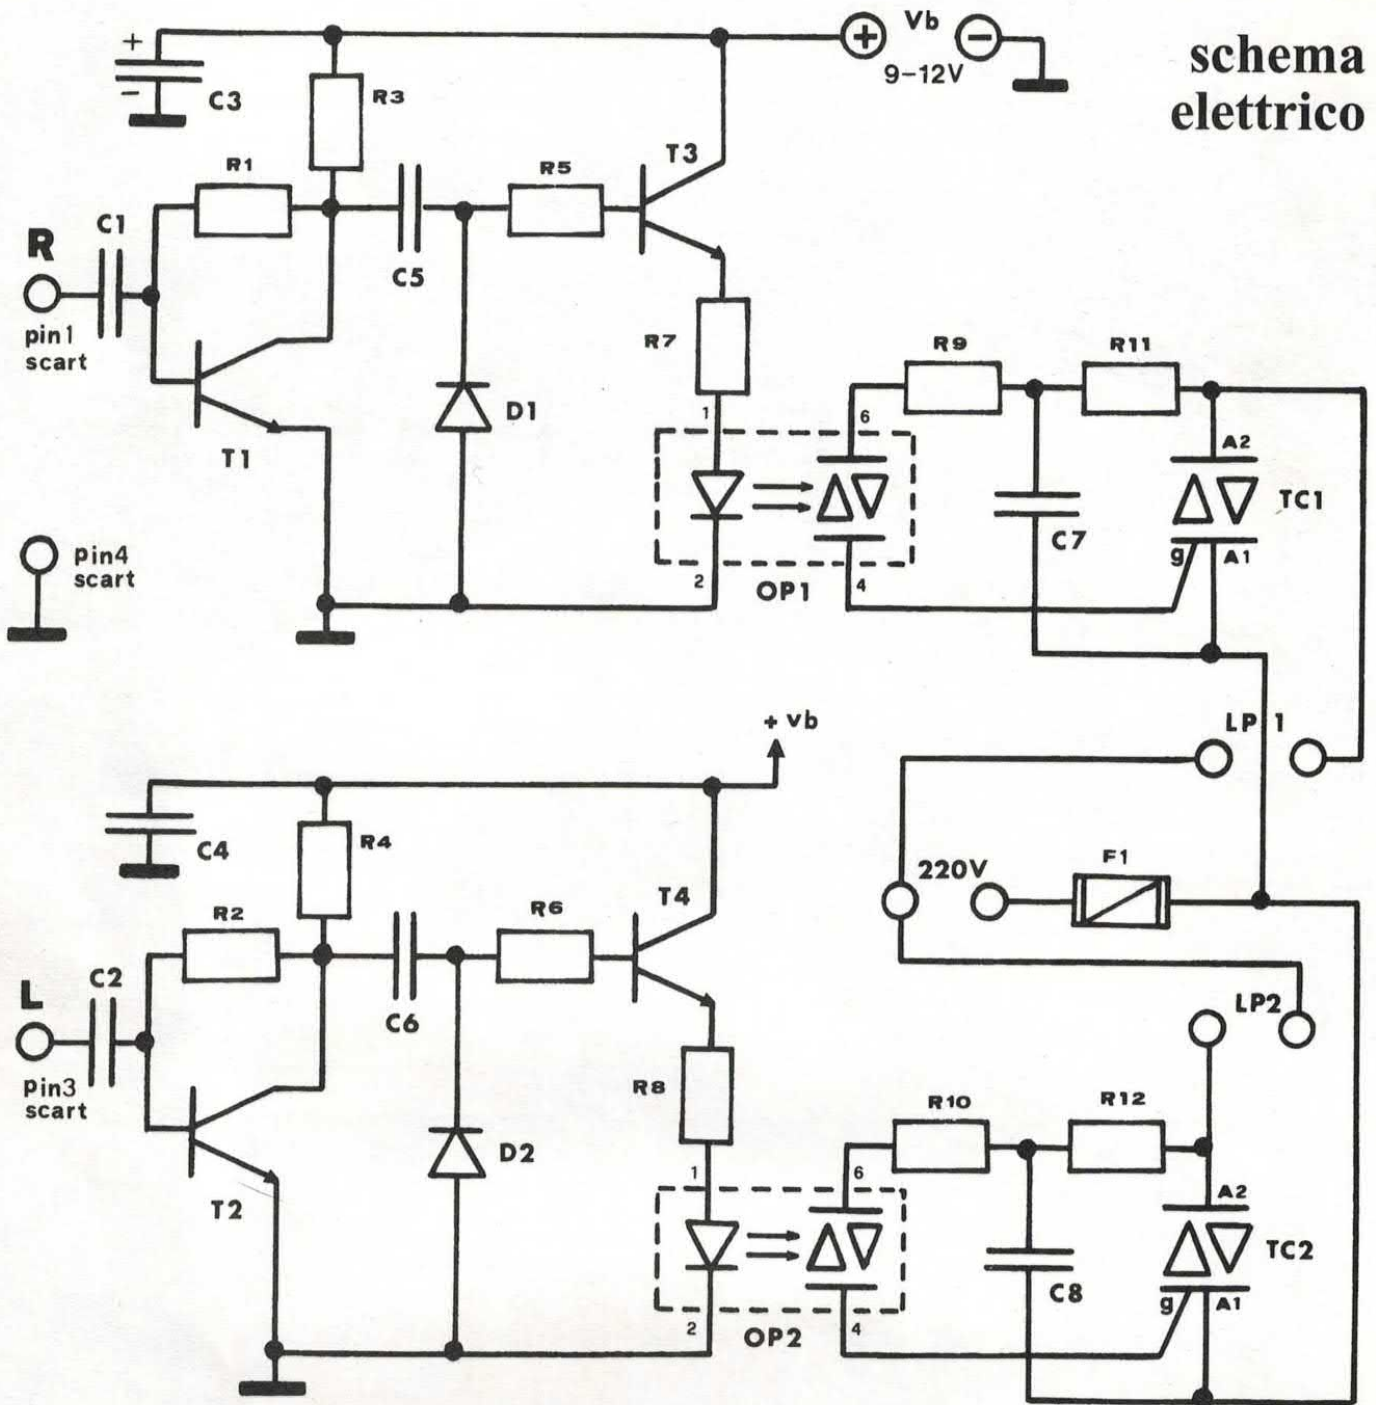 schema
elettrico
+
-
C3
R3
Vb
+
-
9-12V
T3
R1
R5
C1
R
C5
pin1
scart
R7
R9
R11
1
6
D1
T1
A2
TC1
C7
pin4
scart
g
A1
2
OP1
4
+ vb
LP 1
C4
R4
220V
F1
T4
R2
R6
C2
L
C6
LP2
pin3
scart
R8
R10
R12
D2
1
6
T2
A2
TC2
C8
g
A1
2
OP2
4